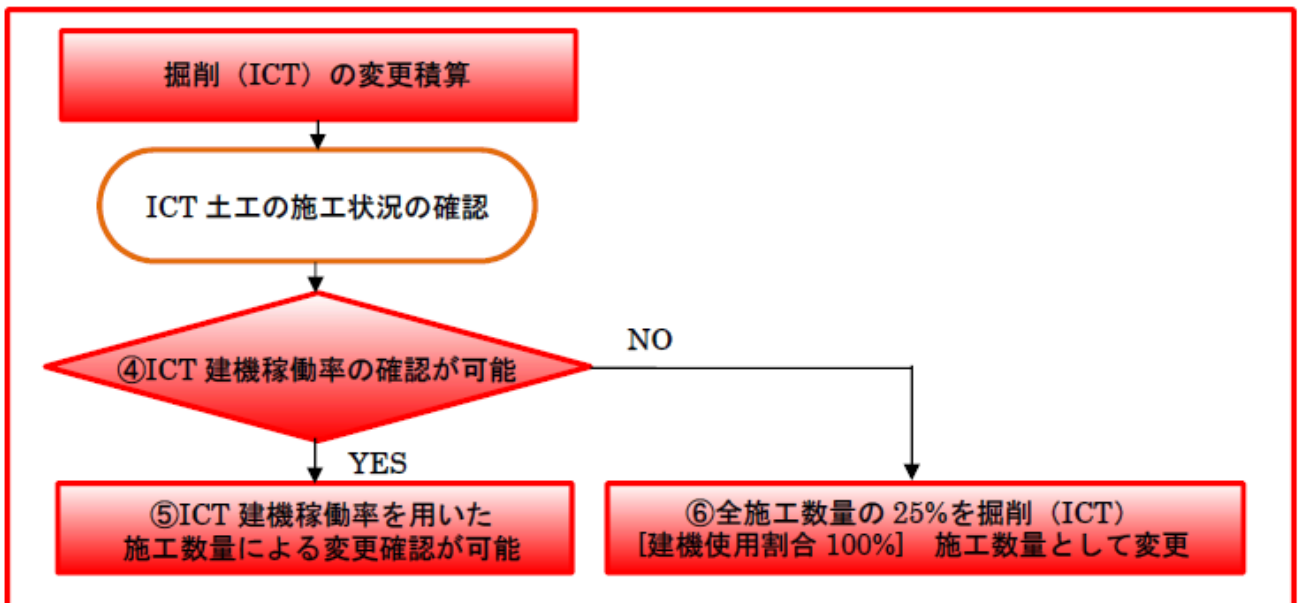 掘削（ICT）の変更積算
ICT 土工の施工状況の確認
④ICT 建機稼働率の確認が可能
NO
YES
⑤ICT 建機稼働率を用いた
施工数量による変更確認が可能
⑥全施工数量の 25%を掘削（ICT）
[建機使用割合 100%]　施工数量として変更